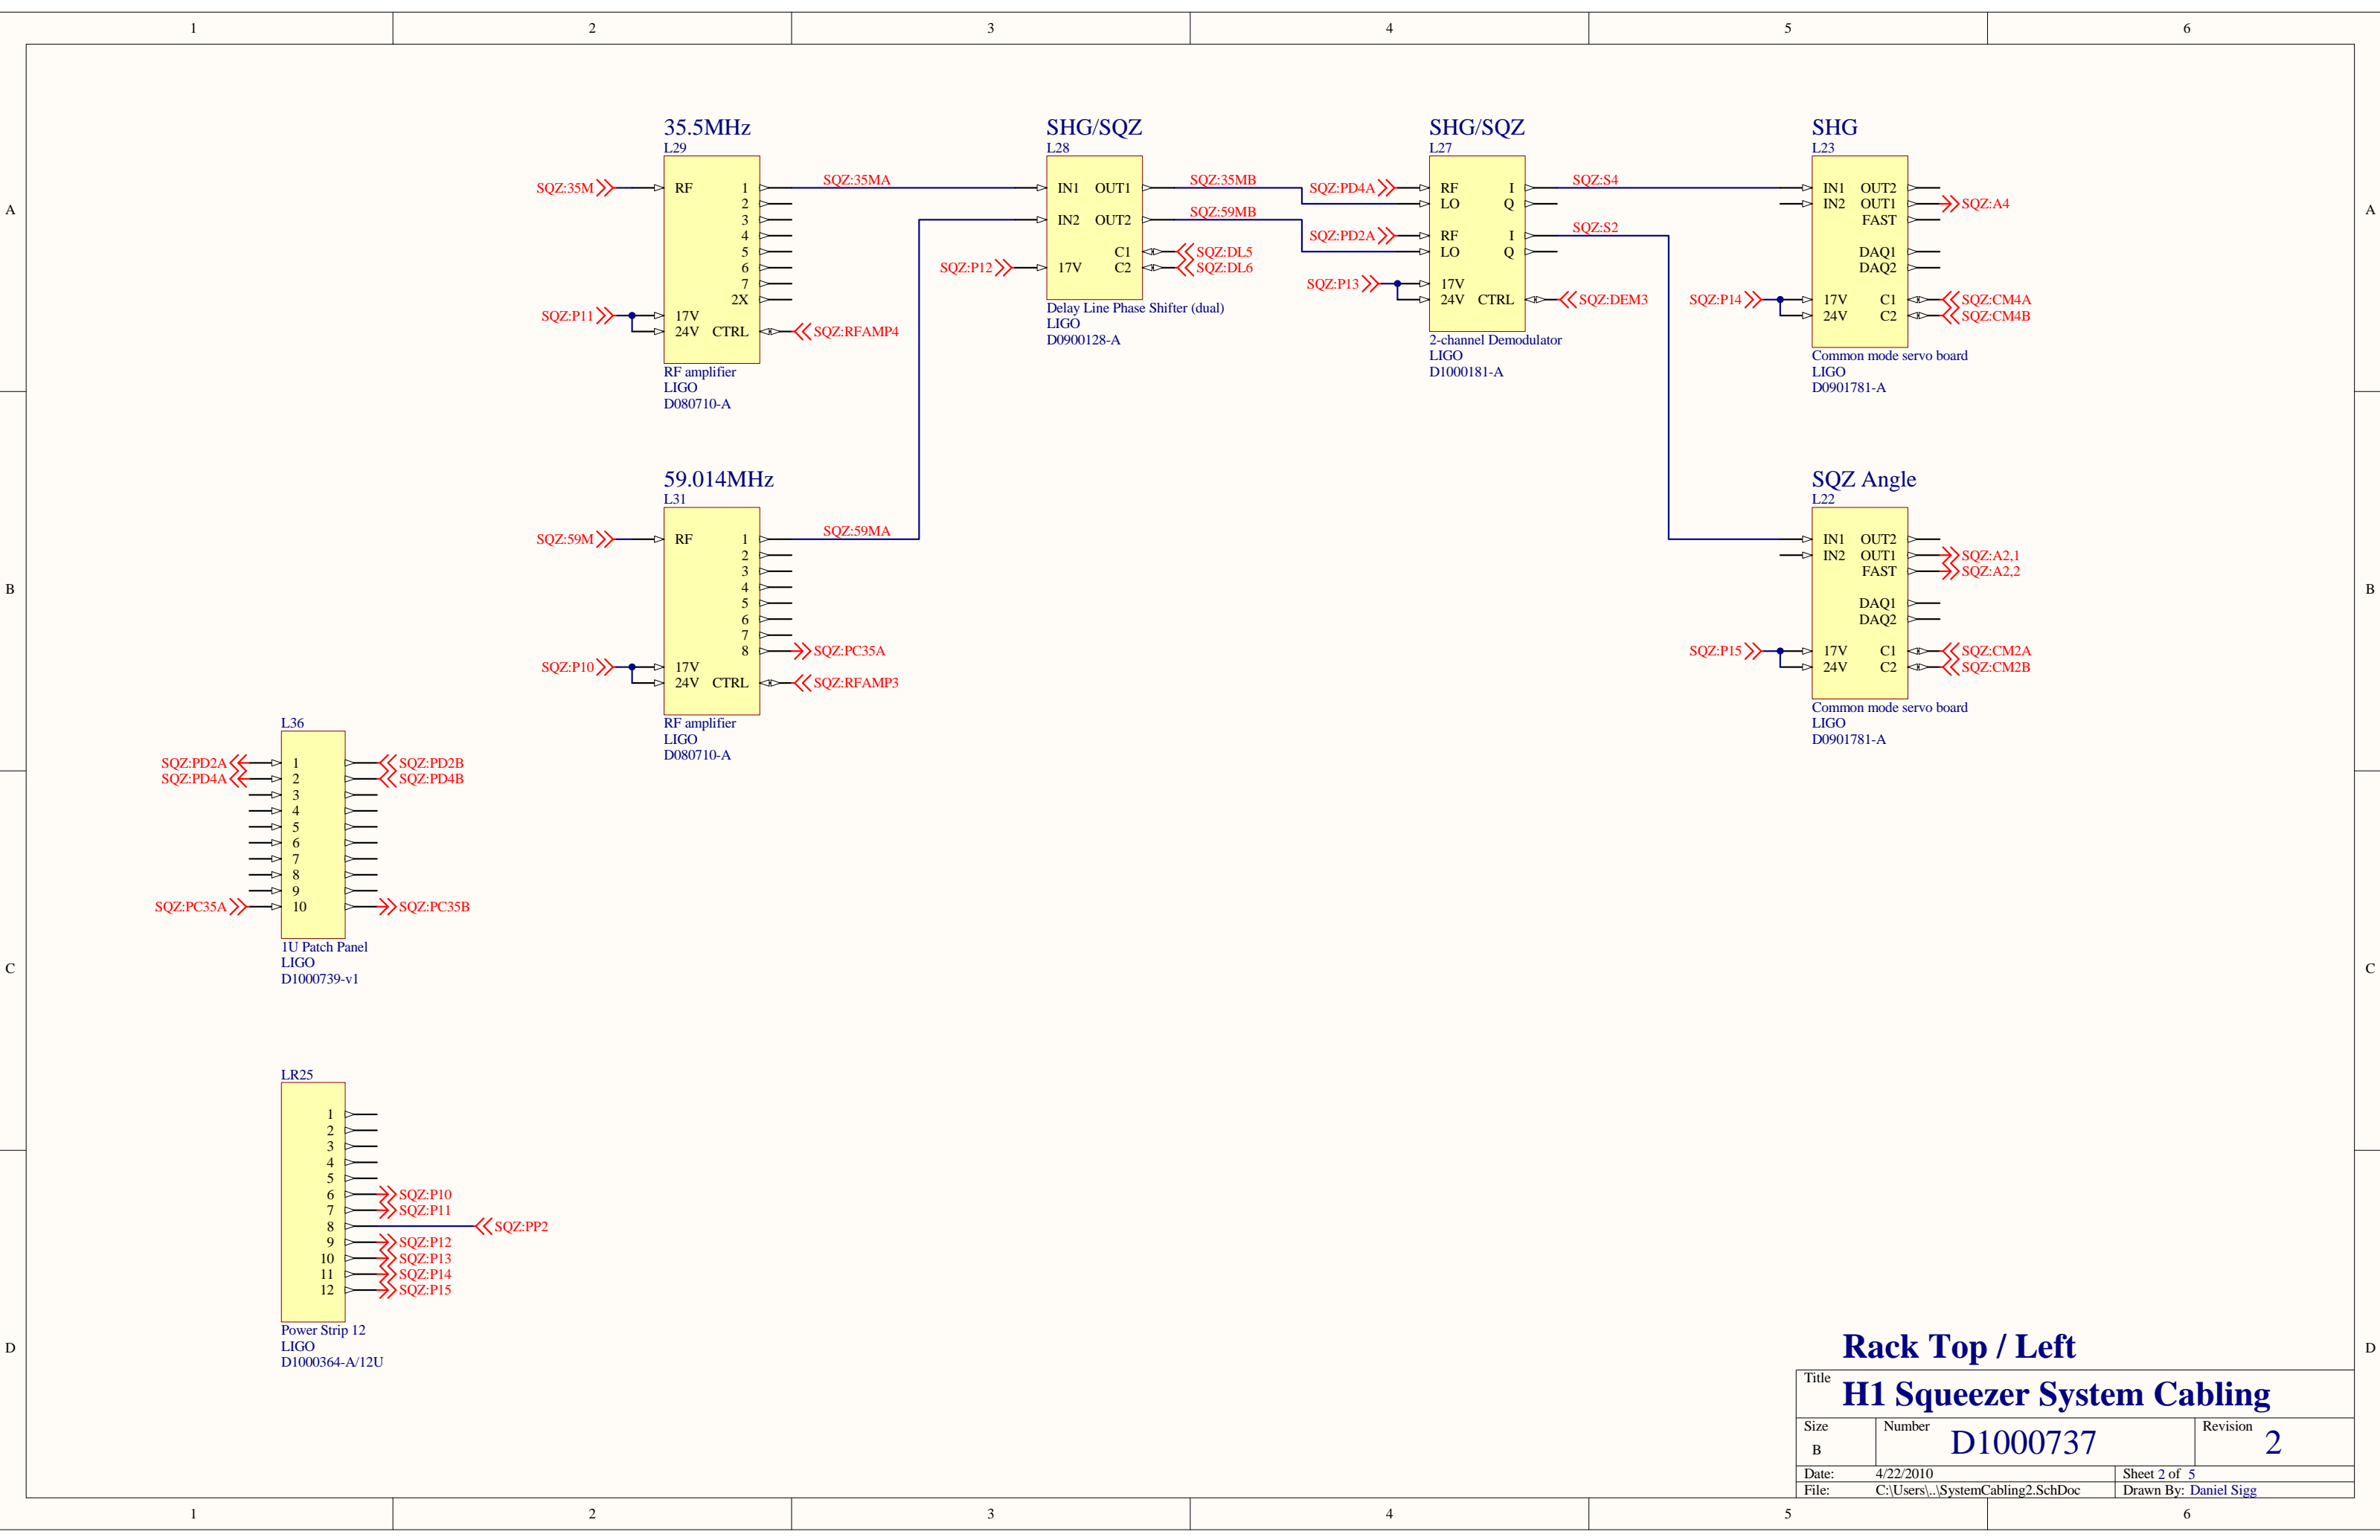 1 2 3 4 5 6
A A
B B
C C
D D
35.5MHz
L29
SQZ:35M
RF 1
2
3
4
5
6
7
2X
SQZ:35MA
SQZ:P11
17V
24V CTRL
SQZ:RFAMP4
RF amplifier
LIGO
D080710-A
SHG/SQZ
L28
IN1 OUT1
IN2 OUT2
C1
17V C2
SQZ:P12
SQZ:35MB
SQZ:59MB
SQZ:DL5
SQZ:DL6
Delay Line Phase Shifter (dual)
LIGO
D0900128-A
SHG/SQZ
L27
SQZ:PD4A
RF I
LO Q
SQZ:PD2A
RF I
LO Q
SQZ:P13
17V
24V CTRL
SQZ:S4
SQZ:S2
SQZ:DEM3
2-channel Demodulator
LIGO
D1000181-A
SHG
L23
IN1 OUT2
IN2 OUT1
FAST
DAQ1
DAQ2
17V C1
24V C2
SQZ:P14
SQZ:A4
SQZ:CM4A
SQZ:CM4B
Common mode servo board
LIGO
D0901781-A
59.014MHz
L31
SQZ:59M
RF 1
2
3
4
5
6
7
8
SQZ:59MA
SQZ:PC35A
SQZ:P10
17V
24V CTRL
SQZ:RFAMP3
RF amplifier
LIGO
D080710-A
SQZ Angle
L22
IN1 OUT2
IN2 OUT1
FAST
DAQ1
DAQ2
17V C1
24V C2
SQZ:P15
SQZ:A2,1
SQZ:A2,2
SQZ:CM2A
SQZ:CM2B
Common mode servo board
LIGO
D0901781-A
L36
SQZ:PD2A 1 SQZ:PD2B
SQZ:PD4A 2 SQZ:PD4B
3
4
5
6
7
8
9
SQZ:PC35A 10 SQZ:PC35B
1U Patch Panel
LIGO
D1000739-v1
LR25
1
2
3
4
5
6 SQZ:P10
7 SQZ:P11
8 SQZ:PP2
9 SQZ:P12
10 SQZ:P13
11 SQZ:P14
12 SQZ:P15
Power Strip 12
LIGO
D1000364-A/12U
Rack Top / Left
Title H1 Squeezer System Cabling
Size Number Revision
B D1000737 2
Date: 4/22/2010 Sheet 2 of 5
File: C:\Users\..\SystemCabling2.SchDoc Drawn By: Daniel Sigg
1 2 3 4 5 6